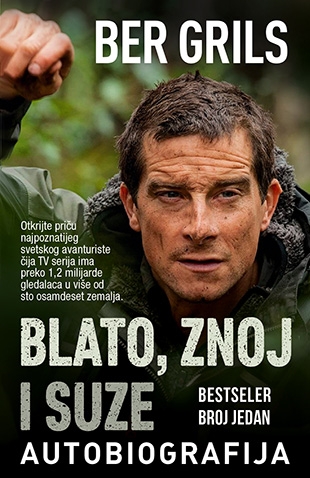 BER GRILS
Otkrijte priču
najpoznatijeg
svetskog avanturiste
čija TV serija ima
preko 1,2 milijarde
gledalaca u više od
sto osamdeset zemalja.
BLATO, ZNOJ
I SUZE
BESTSELER
BROJ JEDAN
AUTOBIOGRAFIJA